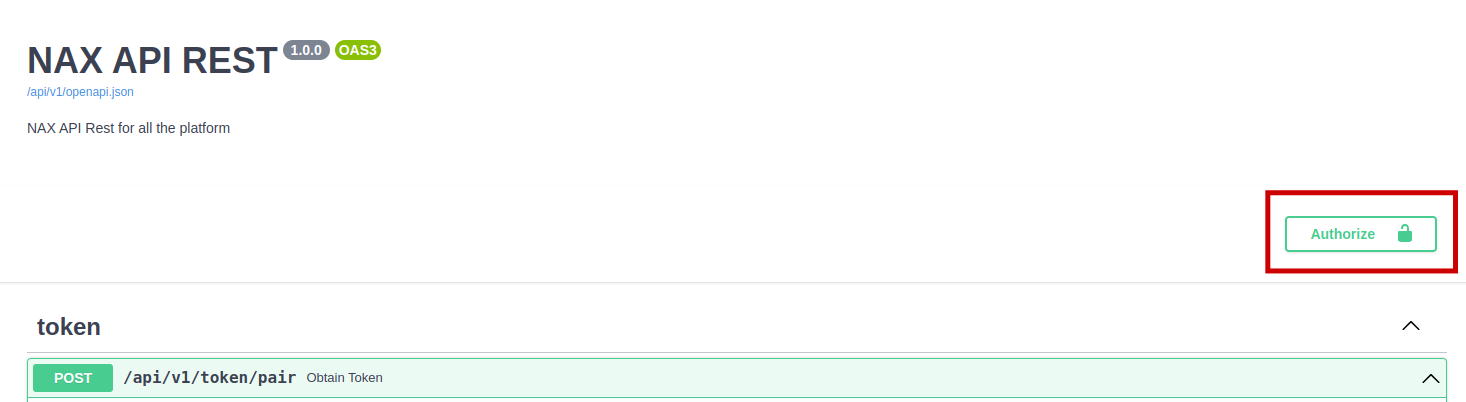 NAX API REST 1.0.0 OAS3
/api/v1/openapi.json
NAX API Rest for all the platform
Authorize
token
POST /api/v1/token/pair Obtain Token